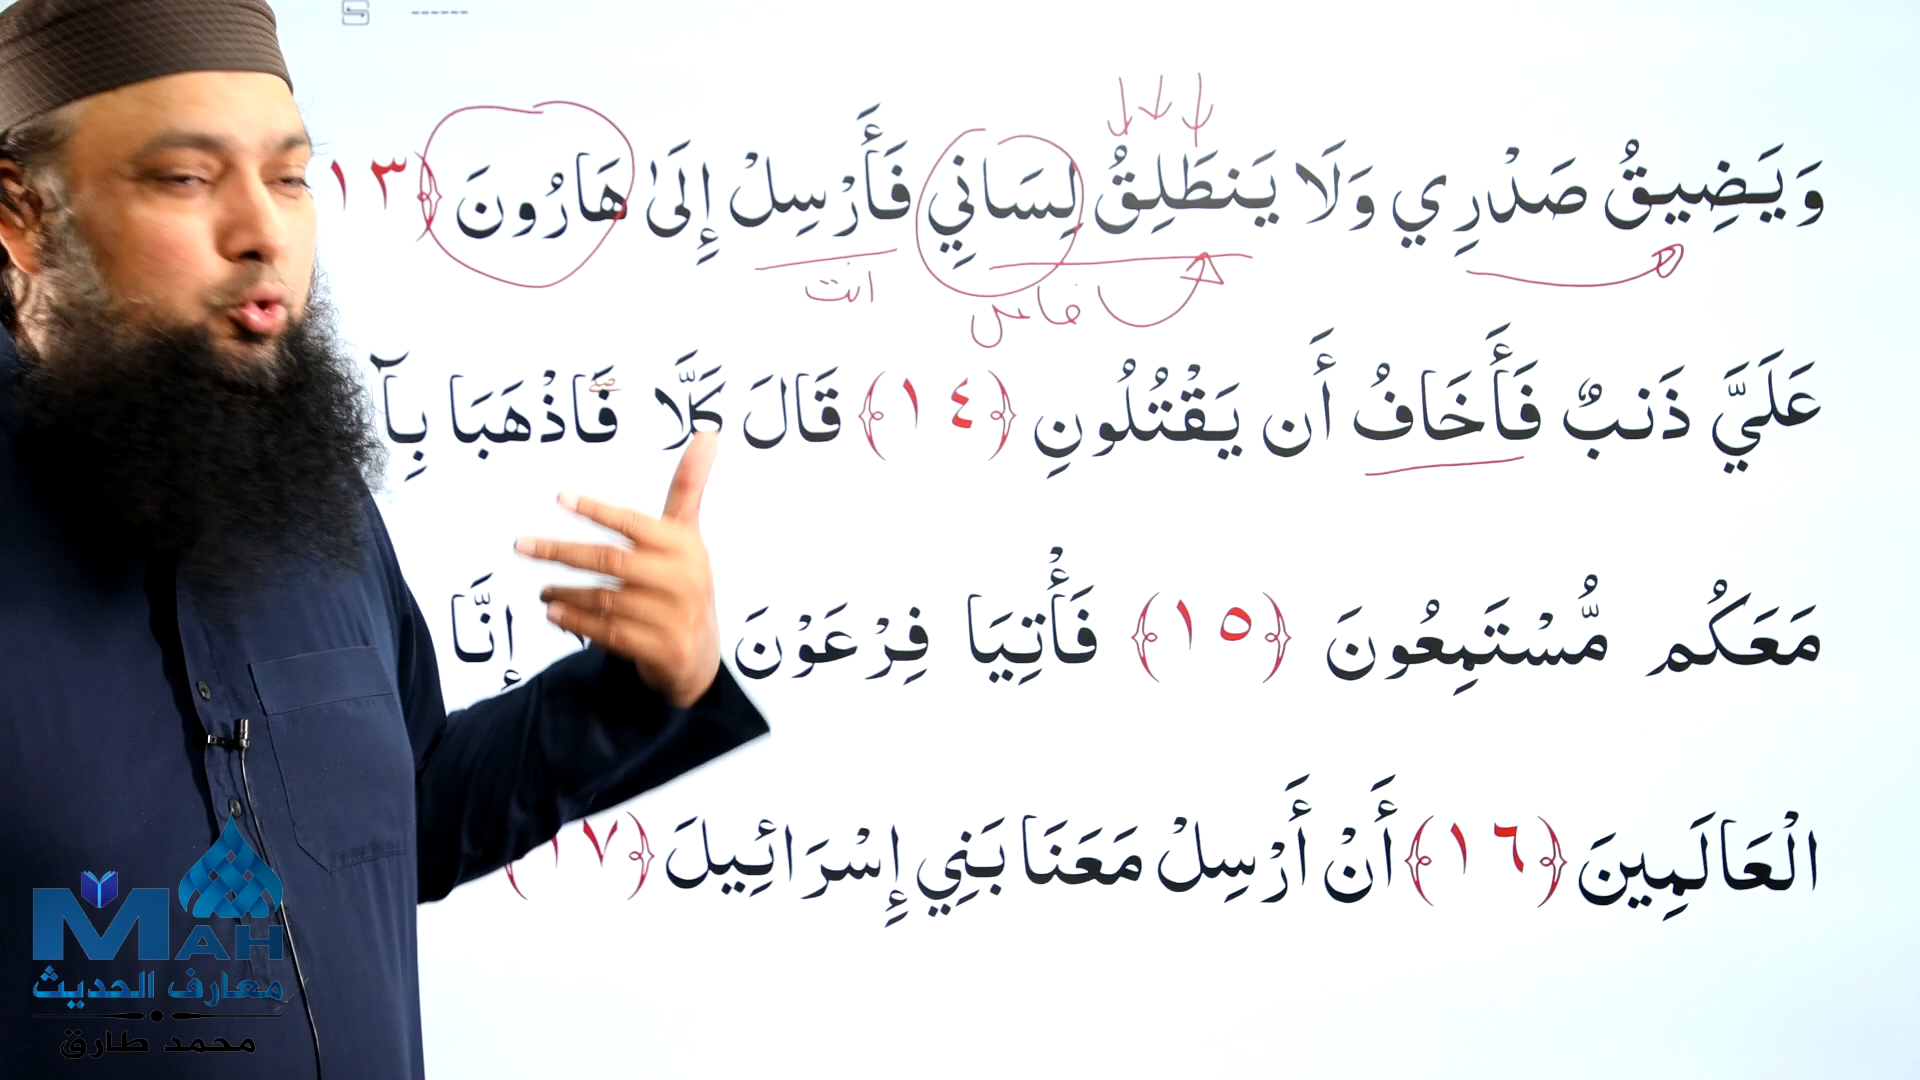 وَيَضِيقُ صَدْرِي وَلَا يَنطَلِقُ لِسَانِي فَأَرْسِلْ إِلَىٰ هَارُونَ ﴿١٣
انت
فاعل
عَلَيَّ ذَنبٌ فَأَخَافُ أَن يَقْتُلُونِ ﴿١٤﴾ قَالَ كَلَّا ۖ فَاذْهَبَا
مَعَكُم مُّسْتَمِعُونَ ﴿١٥﴾ فَأْتِيَا فِرْعَوْنَ إِنَّا
الْعَالَمِينَ ﴿١٦﴾ أَنْ أَرْسِلْ مَعَنَا بَنِي إِسْرَائِيلَ ﴿١٧﴾
MAH
معارف الحديث
محمد طارق